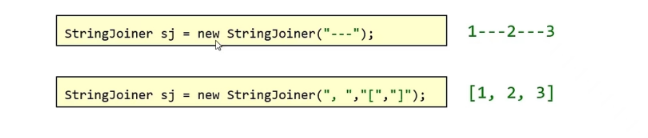 StringJoiner sj = new StringJoiner("---"); 1---2---3
StringJoiner sj = new StringJoiner(", ","[","]"); [1, 2, 3]